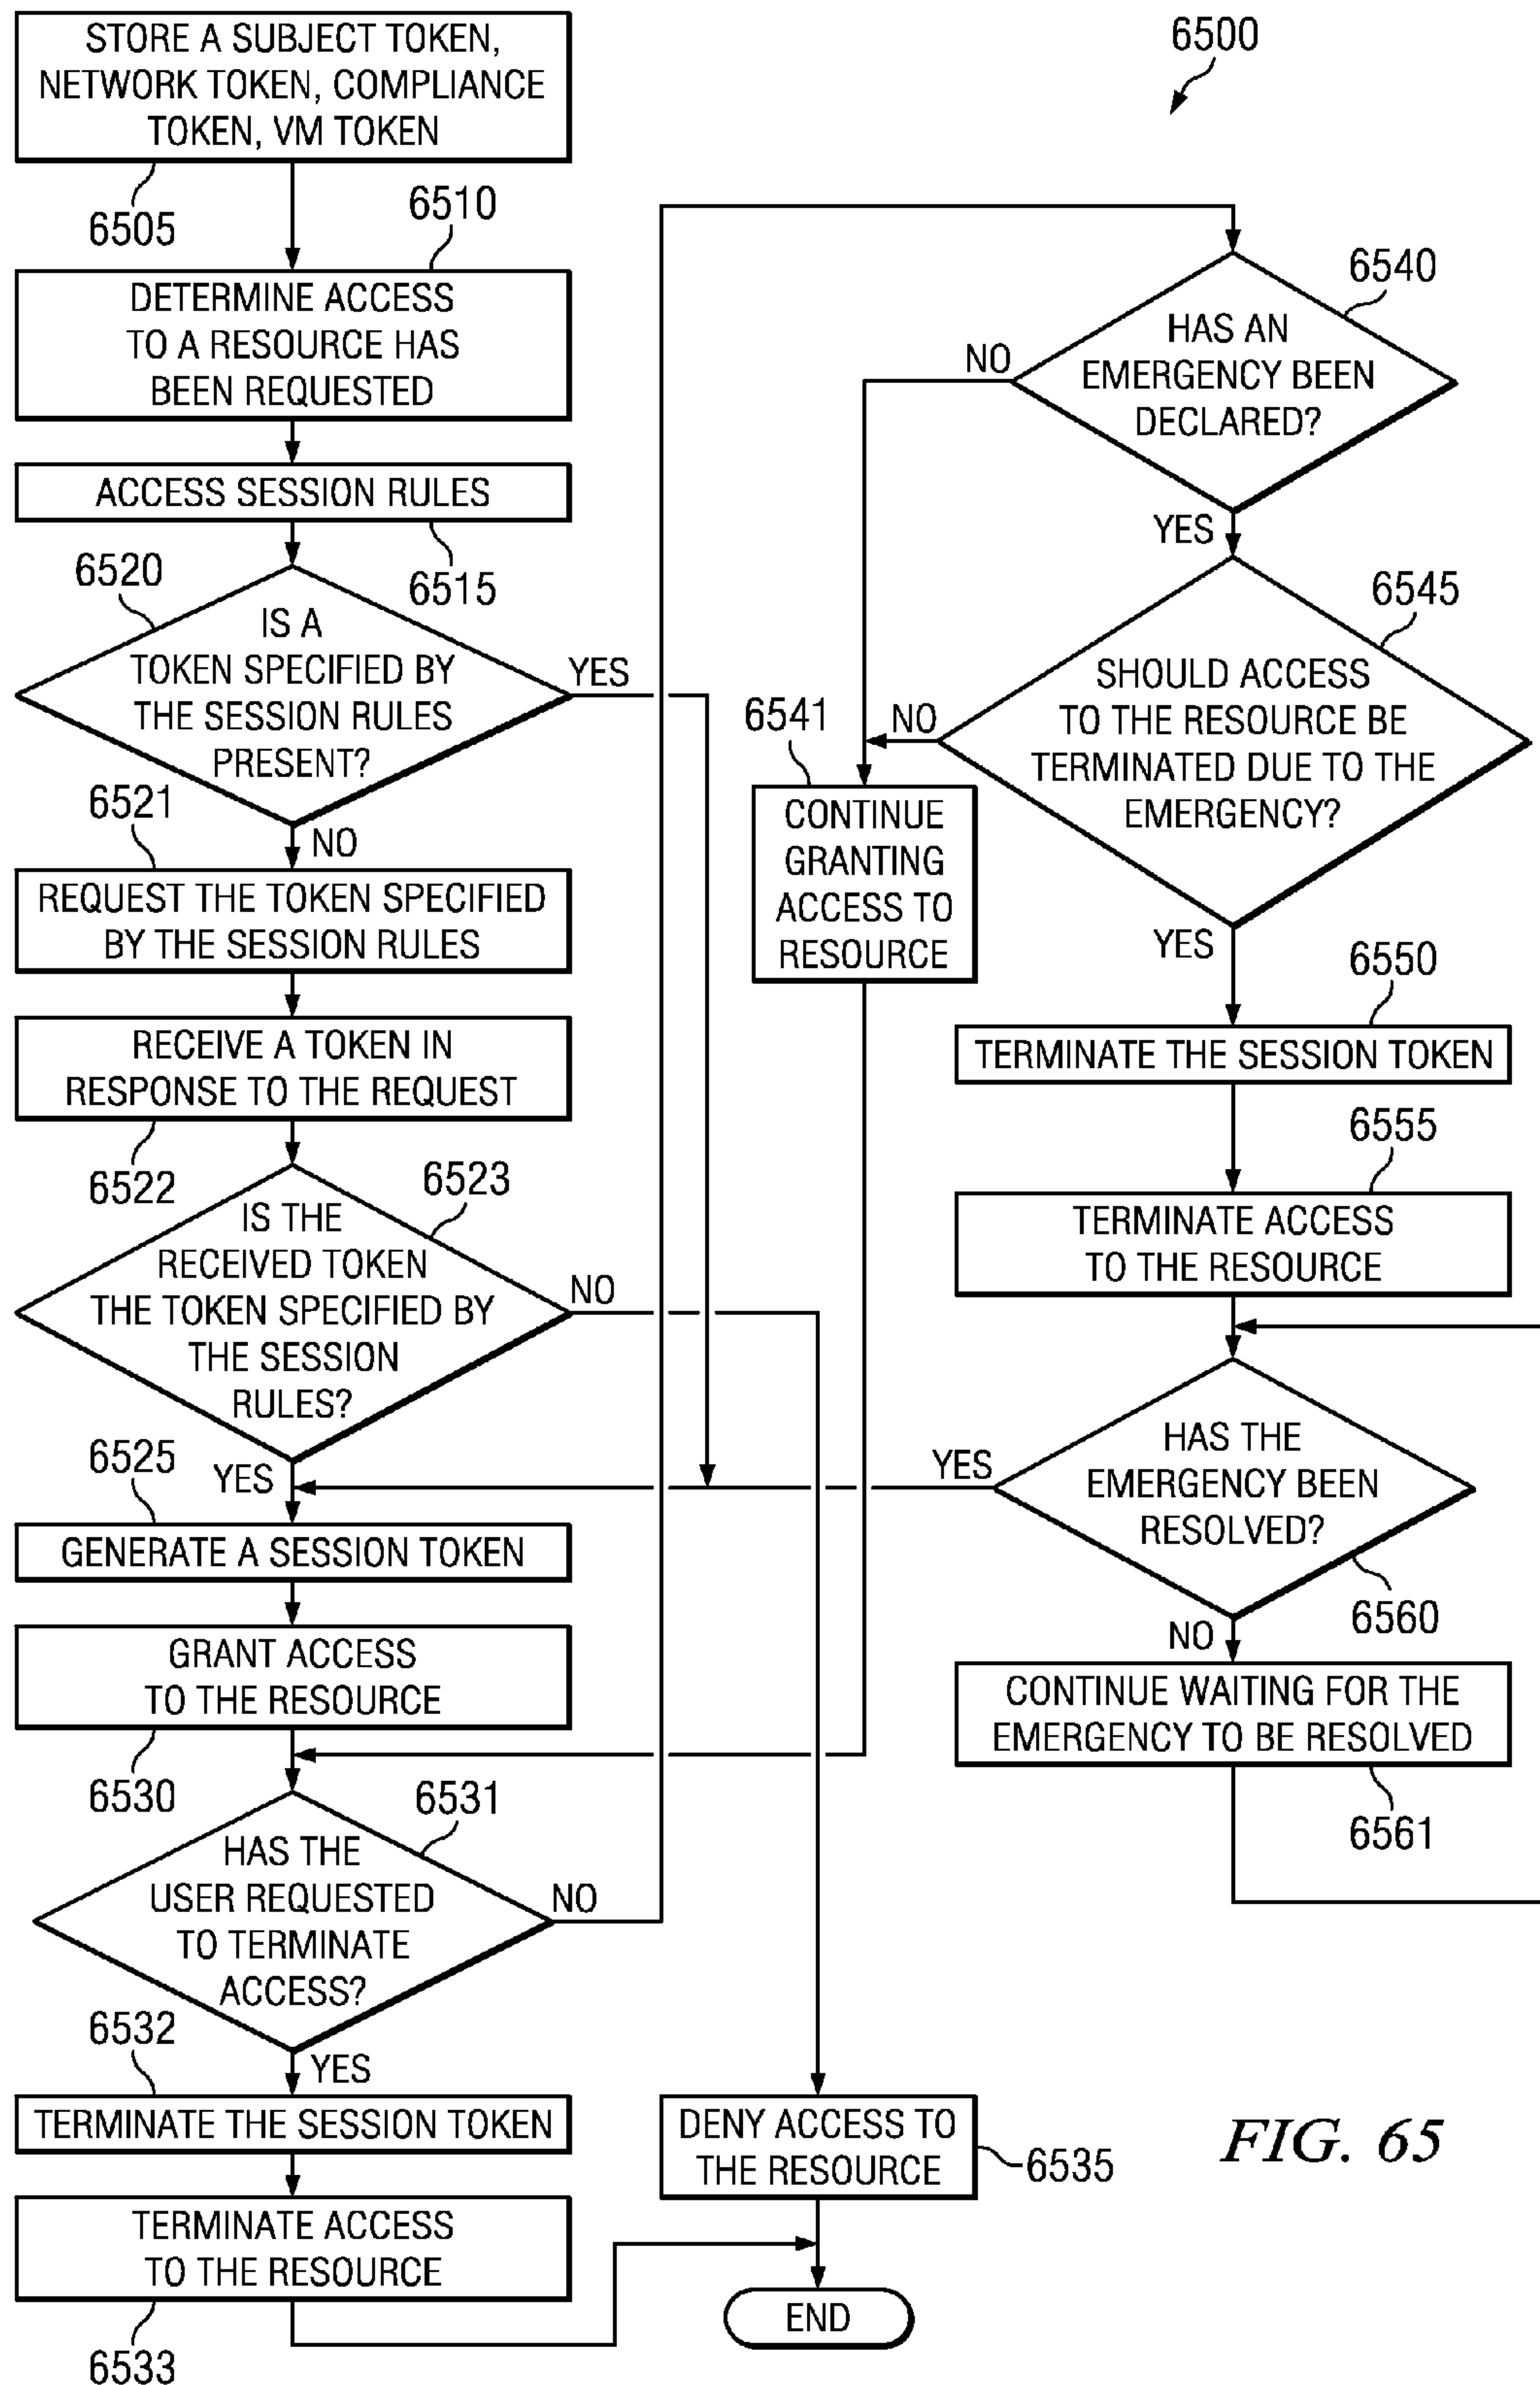 6500
STORE A SUBJECT TOKEN,
NETWORK TOKEN, COMPLIANCE
TOKEN, VM TOKEN
6505
6510
DETERMINE ACCESS
TO A RESOURCE HAS
BEEN REQUESTED
ACCESS SESSION RULES
6515
6520
IS A
TOKEN SPECIFIED BY
THE SESSION RULES
PRESENT?
YES
NO
6521
REQUEST THE TOKEN SPECIFIED
BY THE SESSION RULES
RECEIVE A TOKEN IN
RESPONSE TO THE REQUEST
6522
6523
IS THE
RECEIVED TOKEN
THE TOKEN SPECIFIED BY
THE SESSION
RULES?
NO
YES
6525
GENERATE A SESSION TOKEN
GRANT ACCESS
TO THE RESOURCE
6530
6531
HAS THE
USER REQUESTED
TO TERMINATE
ACCESS?
NO
YES
6532
TERMINATE THE SESSION TOKEN
TERMINATE ACCESS
TO THE RESOURCE
6533
6540
HAS AN
EMERGENCY BEEN
DECLARED?
NO
YES
6545
SHOULD ACCESS
TO THE RESOURCE BE
TERMINATED DUE TO THE
EMERGENCY?
NO
YES
6541
CONTINUE
GRANTING
ACCESS TO
RESOURCE
6550
TERMINATE THE SESSION TOKEN
6555
TERMINATE ACCESS
TO THE RESOURCE
HAS THE
EMERGENCY BEEN
RESOLVED?
YES
6560
NO
CONTINUE WAITING FOR THE
EMERGENCY TO BE RESOLVED
6561
DENY ACCESS TO
THE RESOURCE
6535
END
FIG. 65